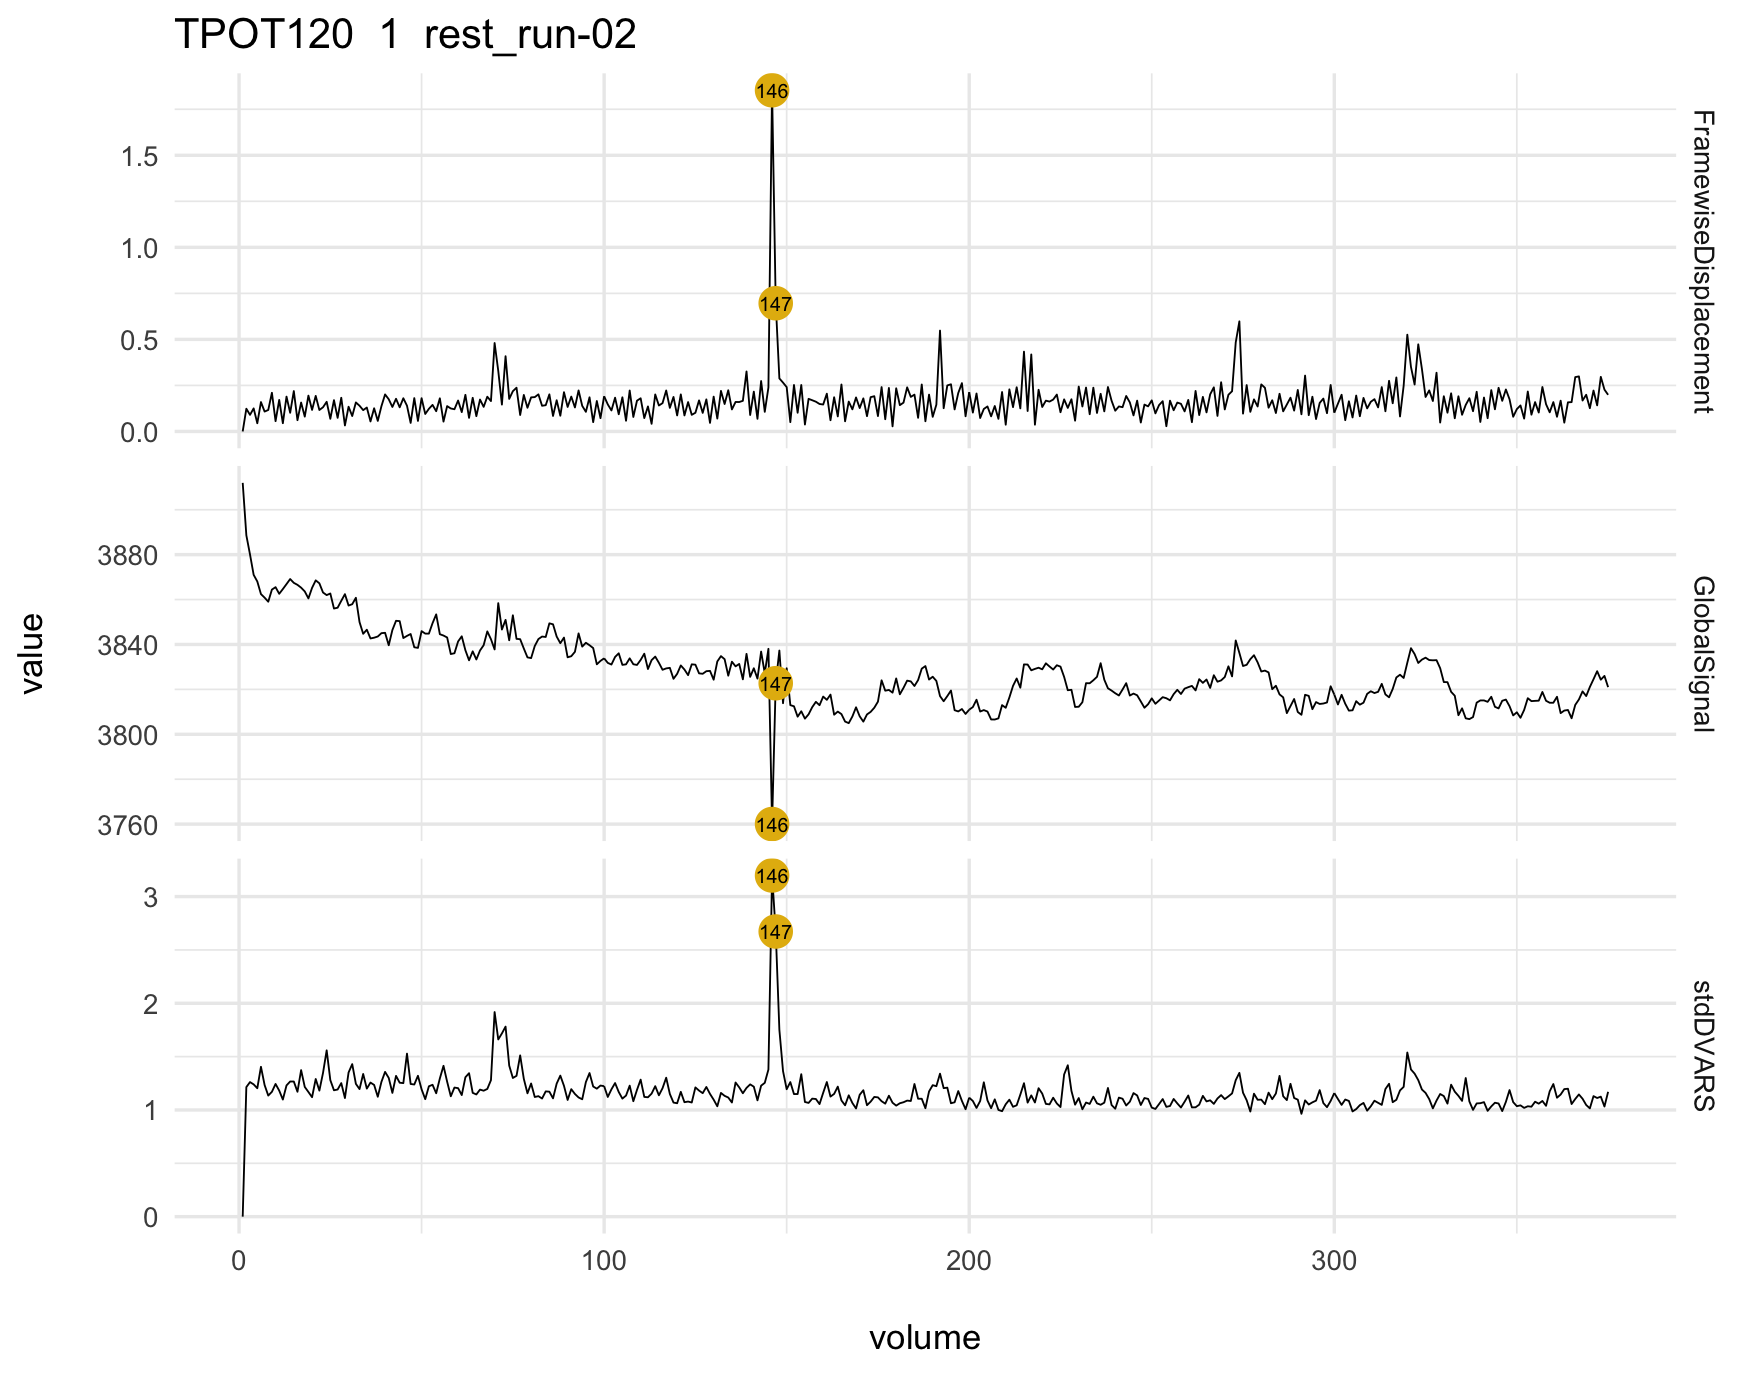 TPOT120 1 rest_run-02
146
147
1.5
1.0
0.5
0.0
FramewiseDisplacement
3880
3840
3800
3760
147
146
GlobalSignal
value
146
147
3
2
1
0
stdDVARS
0 100 200 300
volume